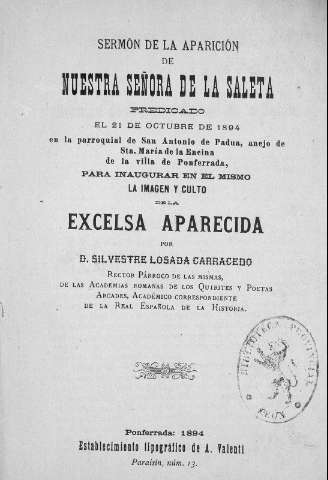 SERMÓN DE LA APARICIÓN
DE
NUESTRA SEÑORA DE LA SALETA
PREDICADO
EL 21 DE OCTUBRE DE 1894
en la parroquial de San Antonio de Padua, anejo de
Sta. María de la Encina
de la villa de Ponferrada,
PARA INAUGURAR EN EL MISMO
LA IMAGEN Y CULTO
DE LA
EXCELSA APARECIDA
POR
D. SILVESTRE LOSADA CARRACEDO
RECTOR PÁRROCO DE LAS MISMAS,
DE LAS ACADEMIAS ROMANAS DE LOS QUIRITES Y POETAS
ARCADES, ACADÉMICO CORRESPONDIENTE
DE LA REAL ESPAÑOLA DE LA HISTORIA.
BIBLIOTECA PROVINCIAL
LEON
Ponferrada: 1894
Establecimiento tipográfico de A. Valenti
Paraisín, núm. 13.